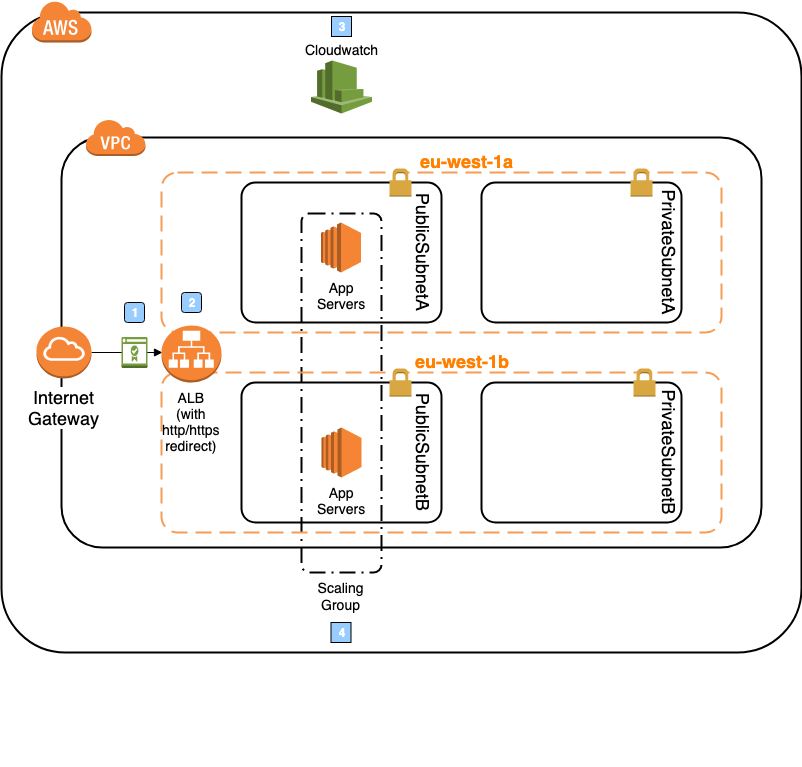 AWS
3
Cloudwatch
VPC
eu-west-1a
PublicSubnetA
PrivateSubnetA
App
Servers
1
2
Internet
Gateway
ALB
(with
http/https
redirect)
eu-west-1b
PublicSubnetB
PrivateSubnetB
App
Servers
Scaling
Group
4